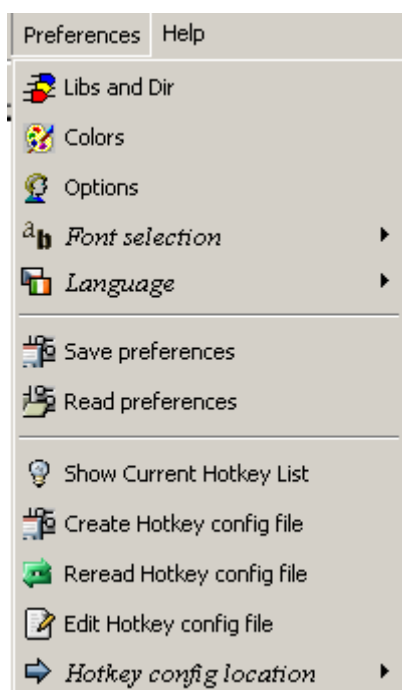 Preferences Help
Libs and Dir
Colors
Options
ab Font selection
Language
Save preferences
Read preferences
Show Current Hotkey List
Create Hotkey config file
Reread Hotkey config file
Edit Hotkey config file
Hotkey config location